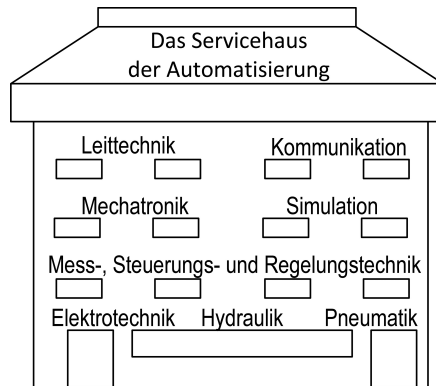 Das Servicehaus
der Automatisierung
Leittechnik Kommunikation
Mechatronik Simulation
Mess-, Steuerungs- und Regelungstechnik
Elektrotechnik Hydraulik Pneumatik